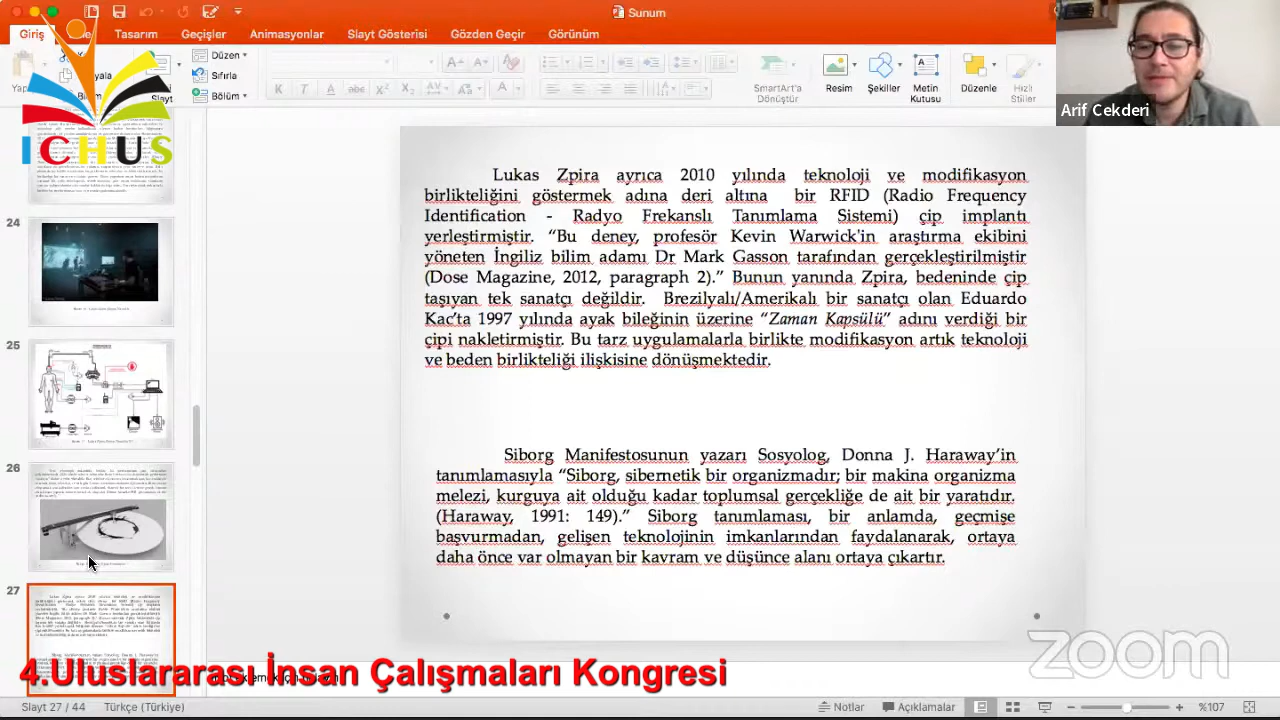 Sunum
Giriş
Tasarım
Geçişler
Animasyonlar
Slayt Gösterisi
Gözden Geçir
Görünüm
Düzen
Sıfırla
Bölüm
Slayt
SmartArt'a
Dönüştür
Resim
Şekiller
Metin
Kutusu
Düzenle
Hızlı
Stiller
Arif Cekderi
ICHUS
Lukas Zpira ayrıca 2010 yılında teknoloji ve modifikasyon
birlikteliğini göstermek adına deri altına bir RFID (Radio Frequency
Identification - Radyo Frekanslı Tanımlama Sistemi) çip implantı
yerleştirmiştir. “Bu deney, profesör Kevin Warwick'in araştırma ekibini
yöneten İngiliz bilim adamı Dr Mark Gasson tarafından gerçekleştirilmiştir
(Dose Magazine, 2012, paragraph 2).” Bunun yanında Zpira, bedeninde çip
taşıyan tek sanatçı değildir. Brezilyalı/Amerikalı bir sanatçı olan Eduardo
Kac’ta 1997 yılında ayak bileğinin üzerine “Zaman Kapsülü” adını verdiği bir
çipi nakletmiştir. Bu tarz uygulamalarla birlikte modifikasyon artık teknoloji
ve beden birlikteliği ilişkisine dönüşmektedir.
Siborg Manifestosunun yazarı Sosyolog, Donna J. Haraway’in
tanımlamasıyla “Siborg, sibernetik bir organizma, makina ve organizma
melezi, kurguya ait olduğu kadar toplumsal gerçekliğe de ait bir yaratıdır.
(Haraway, 1991: 149).” Siborg tanımlaması, bir anlamda, geçmişe
başvurmadan, gelişen teknolojinin imkanlarından faydalanarak, ortaya
daha önce var olmayan bir kavram ve düşünce alanı ortaya çıkartır.
24
25
26
27
zoom
4.Uluslararası İnsan Çalışmaları Kongresi
Slayt 27 / 44
Türkçe (Türkiye)
Notlar
Açıklamalar
%107